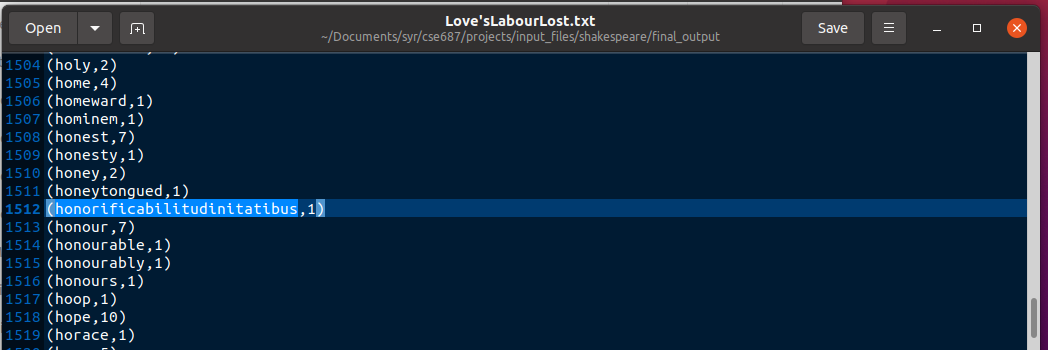 Open
Love'sLabourLost.txt
~/Documents/syr/cse687/projects/input_files/shakespeare/final_output
Save
1504 (holy,2)
1505 (home,4)
1506 (homeward,1)
1507 (hominem,1)
1508 (honest,7)
1509 (honesty,1)
1510 (honey,2)
1511 (honeytongued,1)
1512 (honorificabilitudinitatibus,1)
1513 (honour,7)
1514 (honourable,1)
1515 (honourably,1)
1516 (honours,1)
1517 (hoop,1)
1518 (hope,10)
1519 (horace,1)